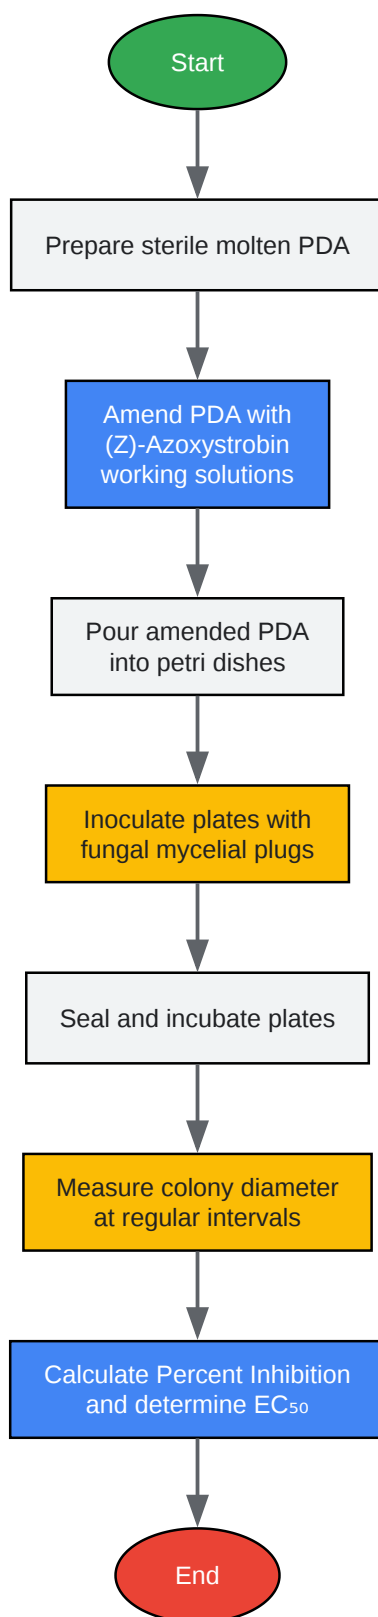 Start
Prepare sterile molten PDA
Amend PDA with
(Z)-Azoxystrobin
working solutions
Pour amended PDA
into petri dishes
Inoculate plates with
fungal mycelial plugs
Seal and incubate plates
Measure colony diameter
at regular intervals
Calculate Percent Inhibition
and determine EC₅₀
End